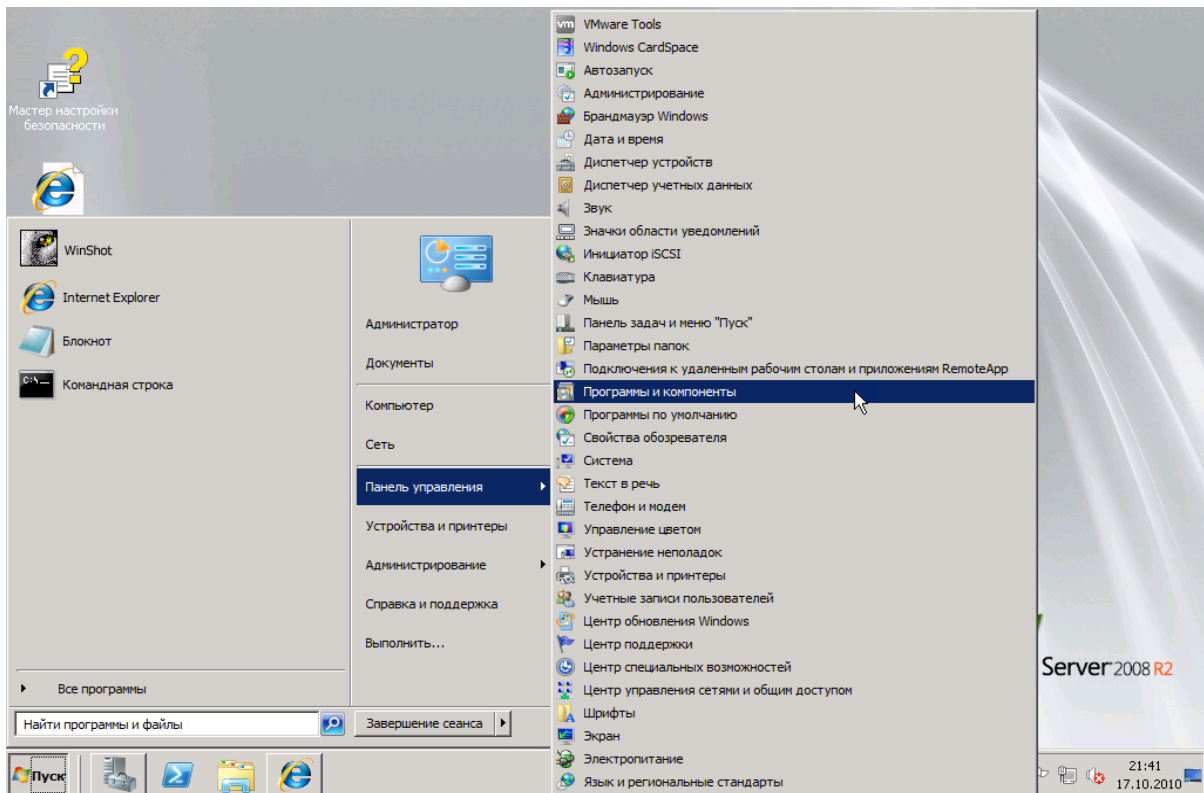 Мастер настройки
безопасности
WinShot
Internet Explorer
Блокнот
Командная строка
Все программы
Найти программы и файлы
Администратор
Документы
Компьютер
Сеть
Панель управления
Устройства и принтеры
Администрирование
Справка и поддержка
Выполнить...
Завершение сеанса
VMware Tools
Windows CardSpace
Автозапуск
Администрирование
Брандмауэр Windows
Дата и время
Диспетчер устройств
Диспетчер учетных данных
Звук
Значки области уведомлений
Инициатор iSCSI
Клавиатура
Мышь
Панель задач и меню "Пуск"
Параметры папок
Подключения к удаленным рабочим столам и приложениям RemoteApp
Программы и компоненты
Программы по умолчанию
Свойства обозревателя
Система
Текст в речь
Телефон и модем
Управление цветом
Устранение неполадок
Устройства и принтеры
Учетные записи пользователей
Центр обновления Windows
Центр поддержки
Центр специальных возможностей
Центр управления сетями и общим доступом
Шрифты
Экран
Электропитание
Язык и региональные стандарты
Server 2008 R2
Пуск
21:41
17.10.2010